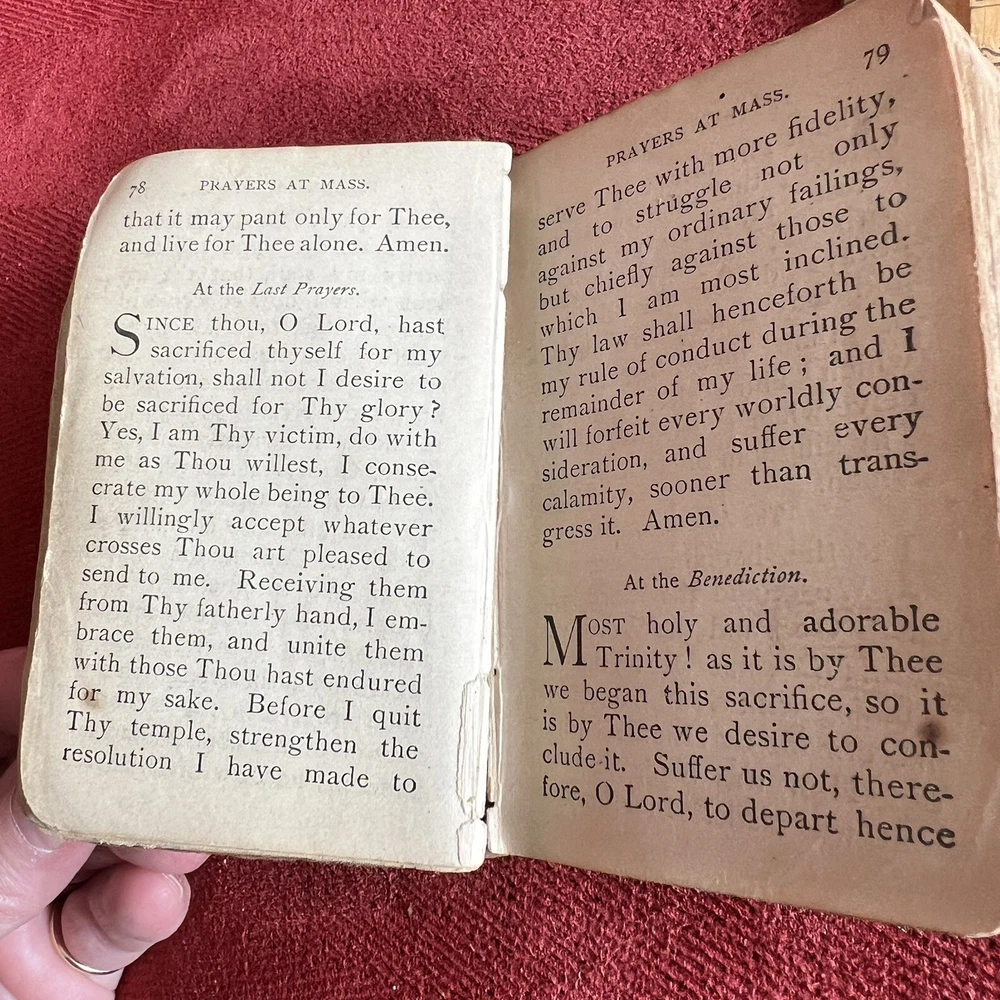 78 PRAYERS AT MASS.
that it may pant only for Thee,
and live for Thee alone. Amen.
At the Last Prayers.
SINCE thou, O Lord, hast
sacrificed thyself for my
salvation, shall not I desire to
be sacrificed for Thy glory?
Yes, I am Thy victim, do with
me as Thou willest, I conse-
crate my whole being to Thee.
I willingly accept whatever
crosses Thou art pleased to
send to me. Receiving them
from Thy fatherly hand, I em-
brace them, and unite them
with those Thou hast endured
for my sake. Before I quit
Thy temple, strengthen the
resolution I have made to
PRAYERS AT MASS. 79
serve Thee with more fidelity,
and to struggle not only
against my ordinary failings,
but chiefly against those to
which I am most inclined.
Thy law shall henceforth be
my rule of conduct during the
remainder of my life; and I
will forfeit every worldly con-
sideration, and suffer every
calamity, sooner than trans-
gress it. Amen.
At the Benediction.
MOST holy and adorable
Trinity! as it is by Thee
we began this sacrifice, so it
is by Thee we desire to con-
clude it. Suffer us not, there-
fore, O Lord, to depart hence